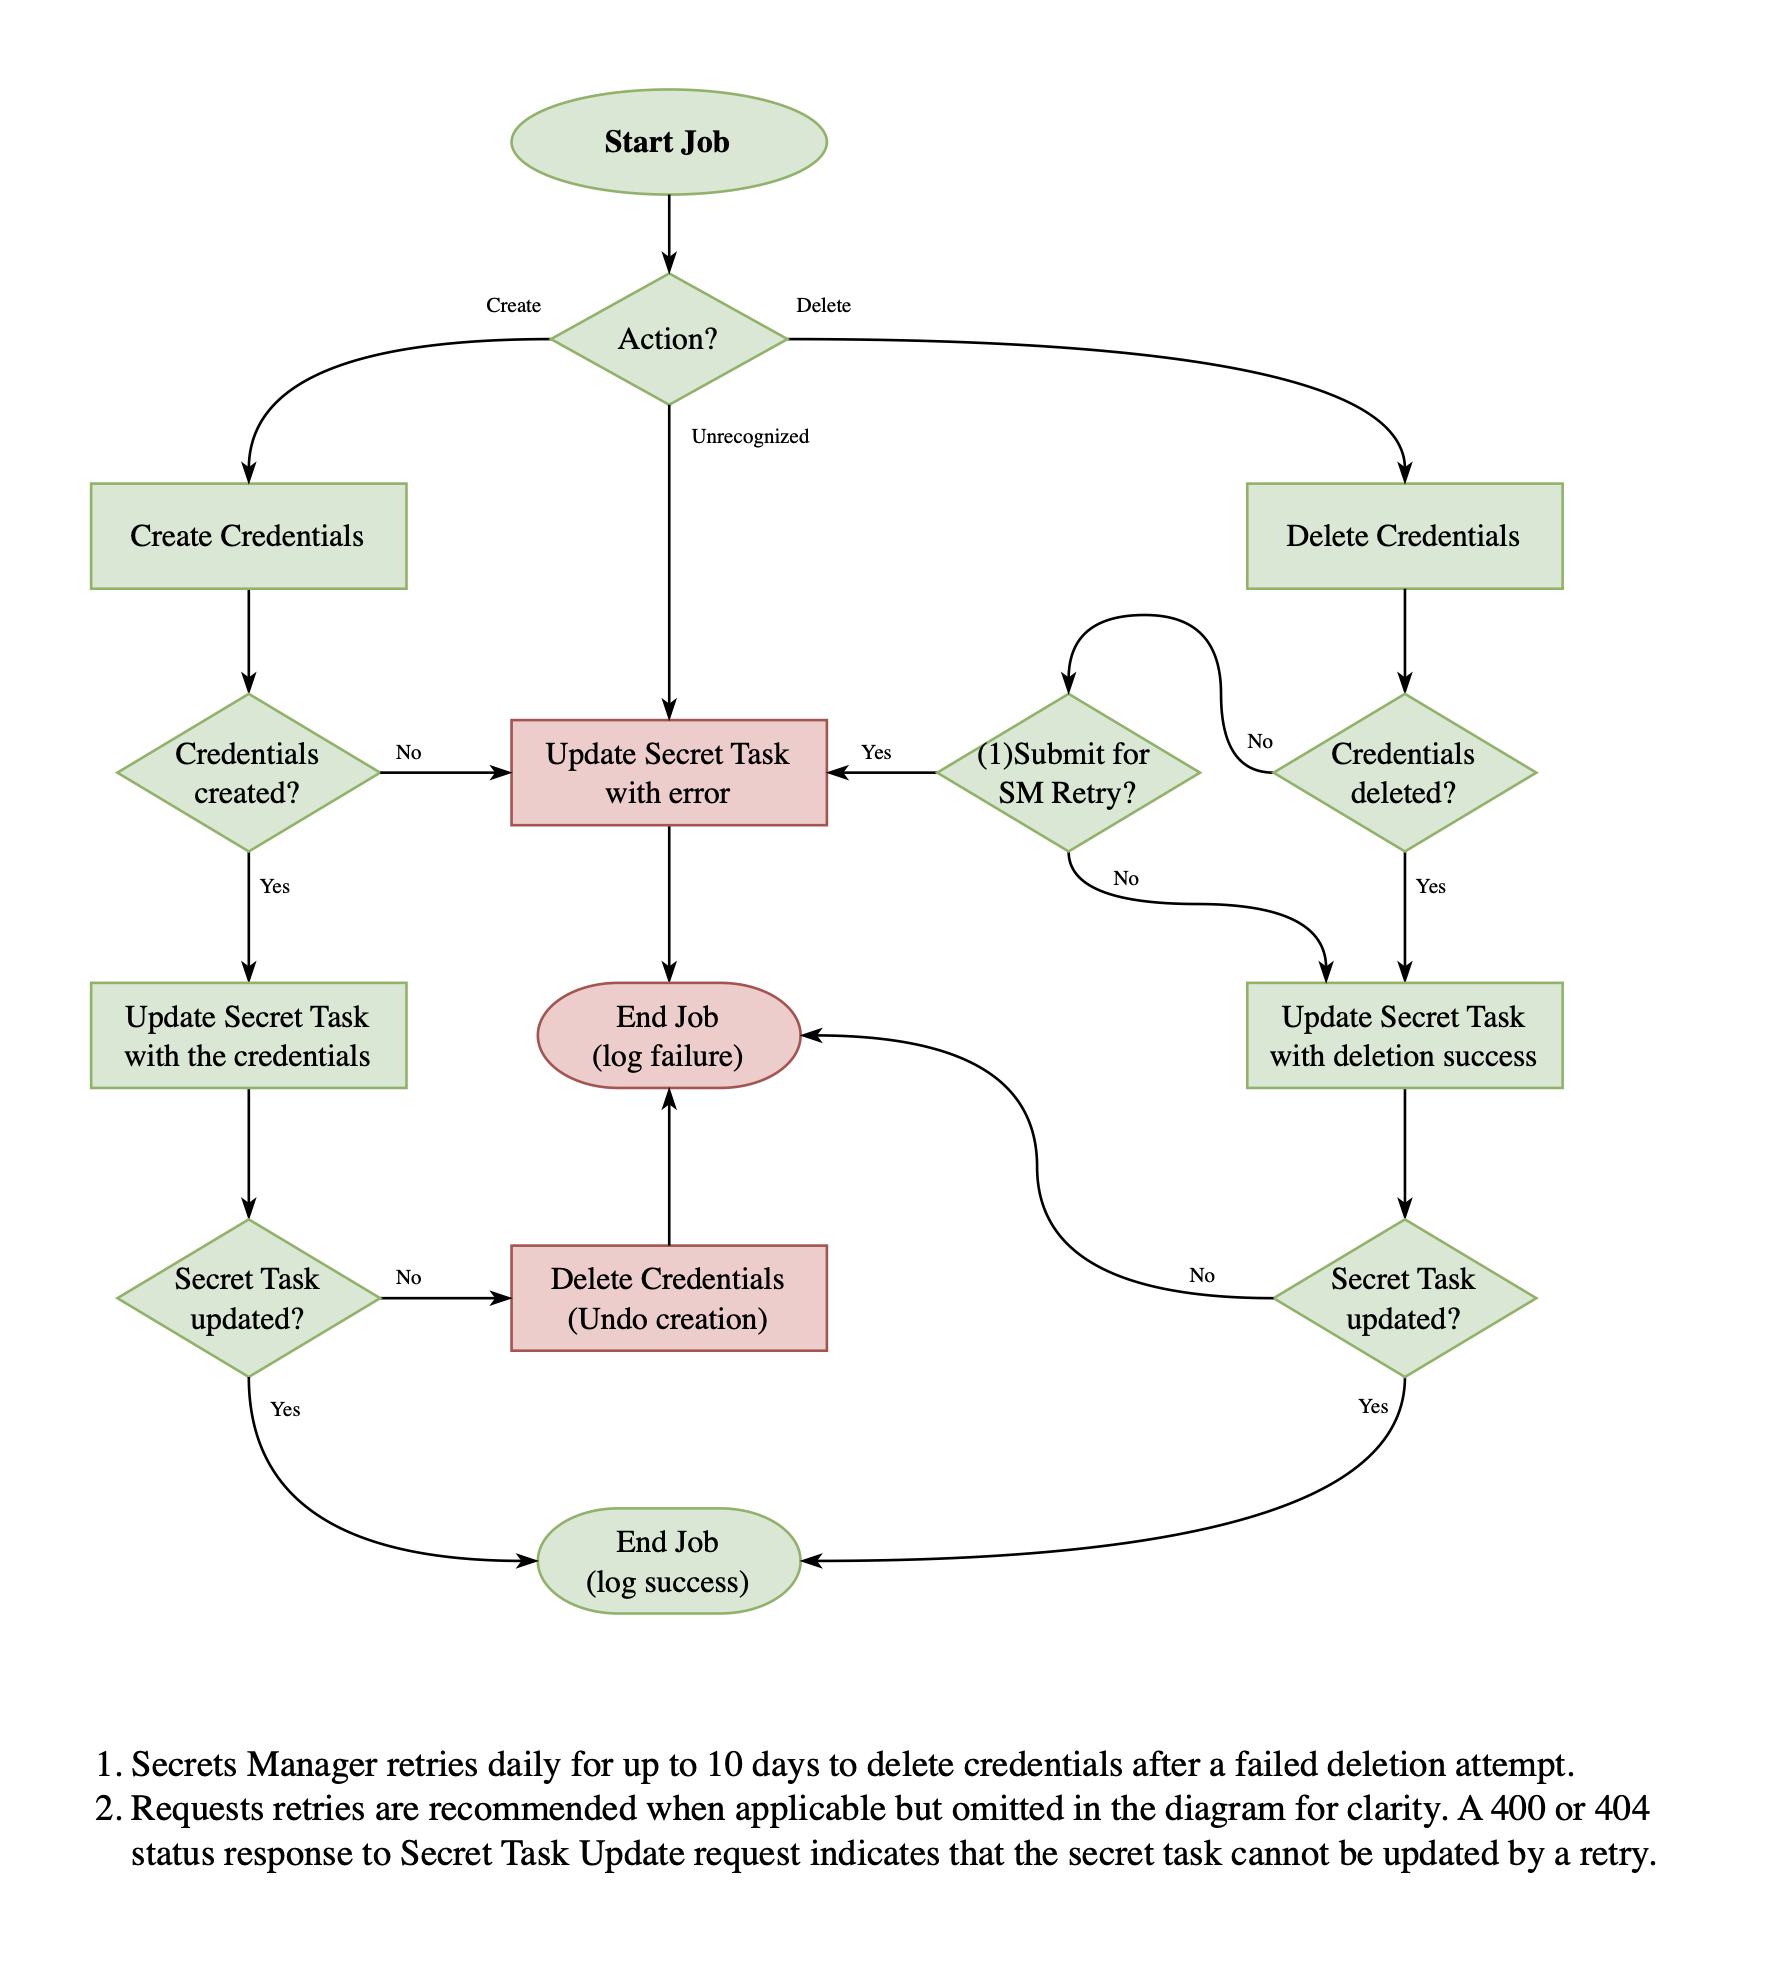 Start Job
Create
Delete
Action?
Unrecognized
Create Credentials
Delete Credentials
Credentials
created?
No
Update Secret Task
with error
Yes
(1)Submit for
SM Retry?
No
Credentials
deleted?
Yes
No
Yes
Update Secret Task
with the credentials
End Job
(log failure)
Update Secret Task
with deletion success
Secret Task
updated?
No
Delete Credentials
(Undo creation)
No
Secret Task
updated?
Yes
Yes
End Job
(log success)
1. Secrets Manager retries daily for up to 10 days to delete credentials after a failed deletion attempt.
2. Requests retries are recommended when applicable but omitted in the diagram for clarity. A 400 or 404
status response to Secret Task Update request indicates that the secret task cannot be updated by a retry.